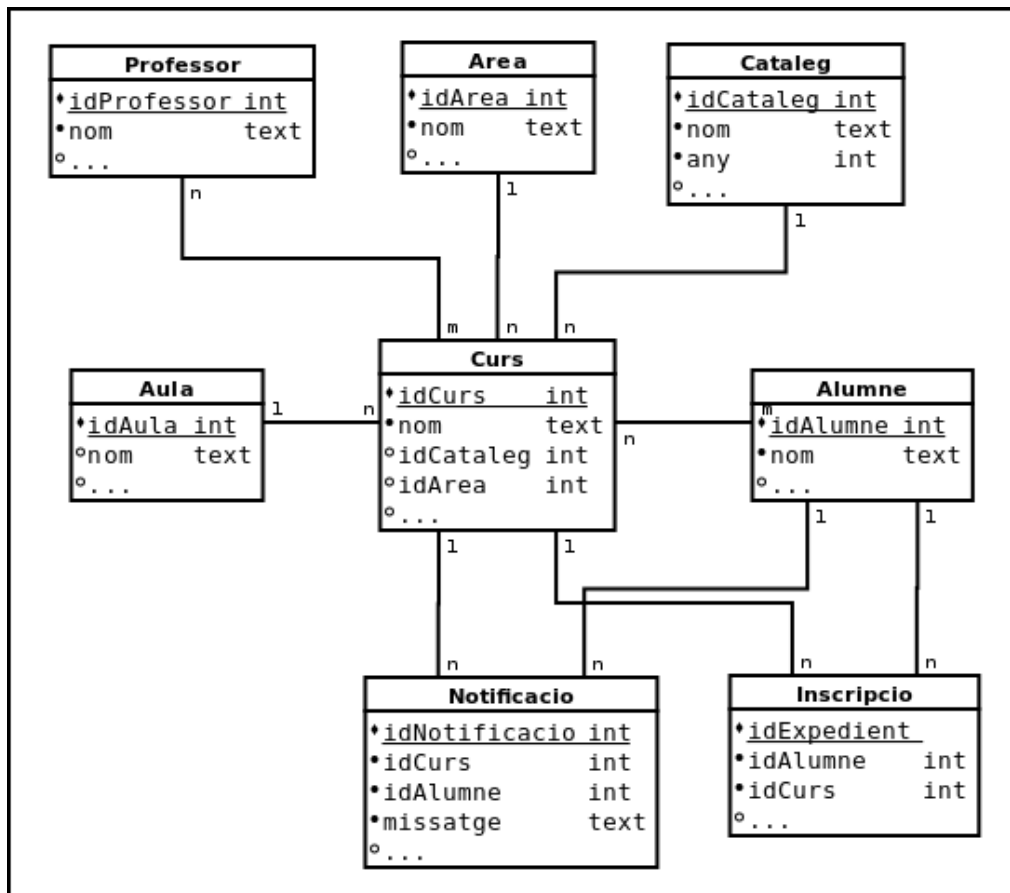 Professor
idProfessor int
nom text
...
Area
idArea int
nom text
...
Cataleg
idCataleg int
nom text
any int
...
n
1
1
m
n
n
Aula
idAula int
nom text
...
1
n
Curs
idCurs int
nom text
idCataleg int
idArea int
...
n
m
Alumne
idAlumne int
nom text
...
1
1
1
1
n
n
n
n
Notificacio
idNotificacio int
idCurs int
idAlumne int
missatge text
...
Inscripcio
idExpedient
idAlumne int
idCurs int
...